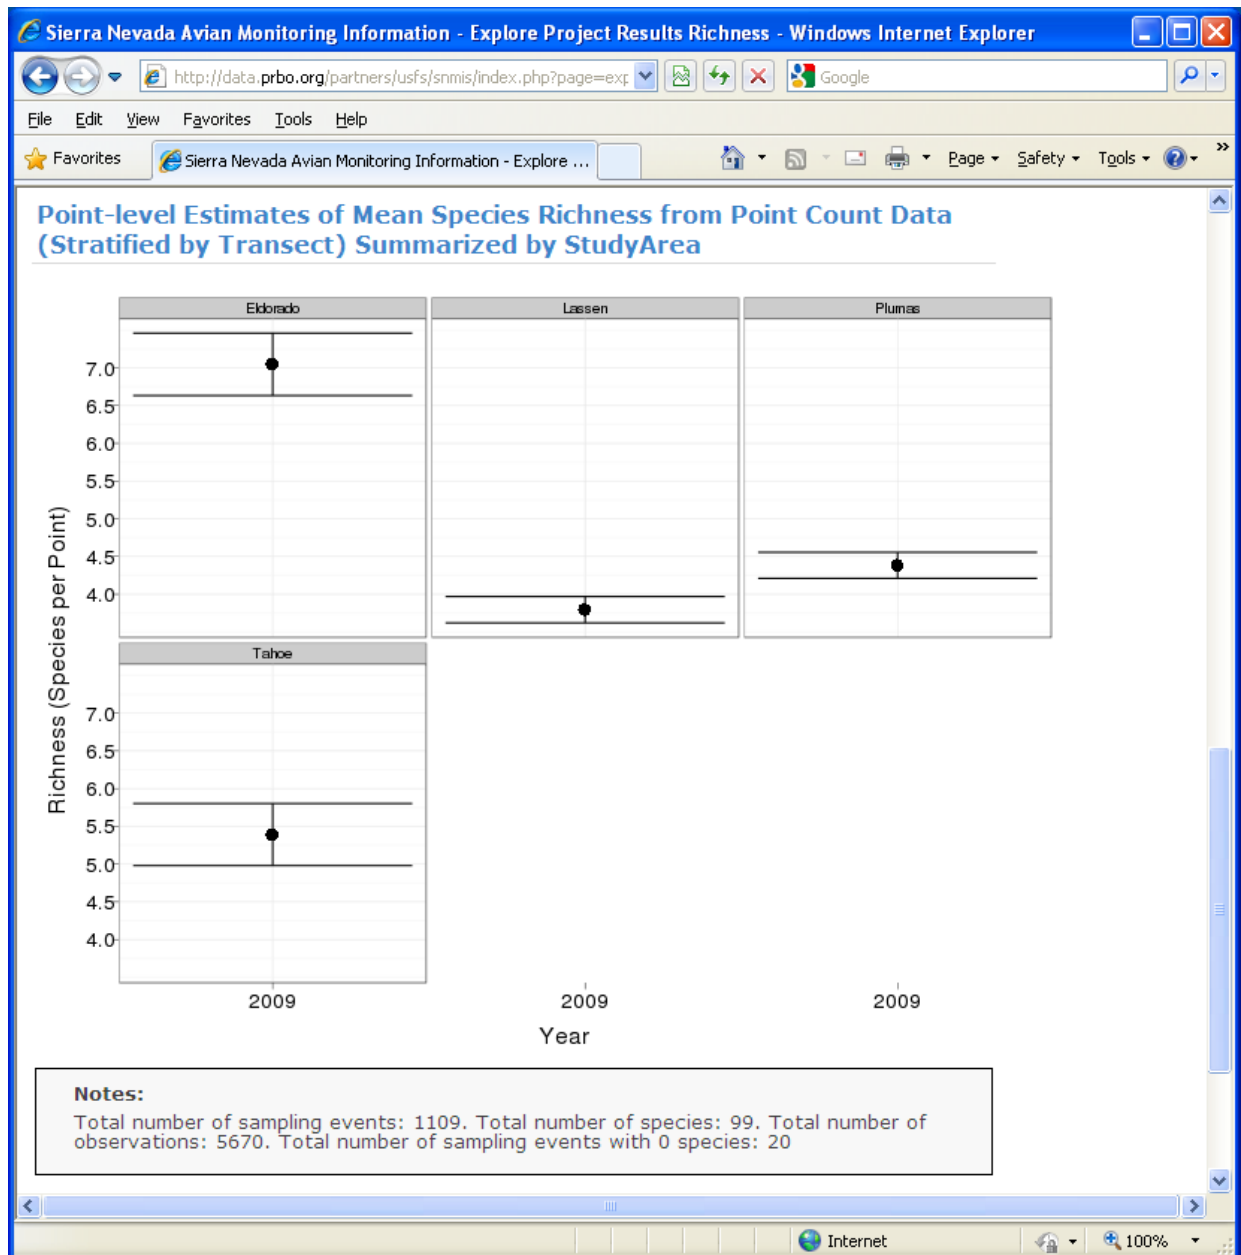 Sierra Nevada Avian Monitoring Information - Explore Project Results Richness - Windows Internet Explorer
http://data.prbo.org/partners/usfs/snmis/index.php?page=exp
Google
File Edit View Favorites Tools Help
Favorites
Sierra Nevada Avian Monitoring Information - Explore ...
Page Safety Tools »
Point-level Estimates of Mean Species Richness from Point Count Data
(Stratified by Transect) Summarized by StudyArea
Eldorado Lassen Plumas
7.0
6.5
6.0
5.5
5.0
4.5
4.0
Richness (Species per Point)
Tahoe
7.0
6.5
6.0
5.5
5.0
4.5
4.0
2009 2009 2009
Year
Notes:
Total number of sampling events: 1109. Total number of species: 99. Total number of
observations: 5670. Total number of sampling events with 0 species: 20
Internet 100%